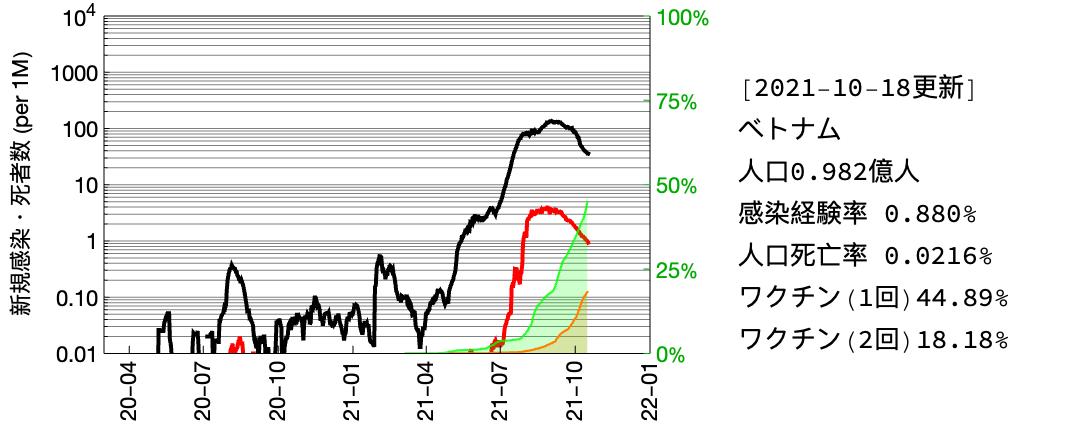 新規感染・死者数 (per 1M)
10^4
1000
100
10
1
0.10
0.01
100%
75%
50%
25%
0%
20-04
20-07
20-10
21-01
21-04
21-07
21-10
22-01
[2021-10-18更新]
ベトナム
人口0.982億人
感染経験率 0.880%
人口死亡率 0.0216%
ワクチン(1回)44.89%
ワクチン(2回)18.18%